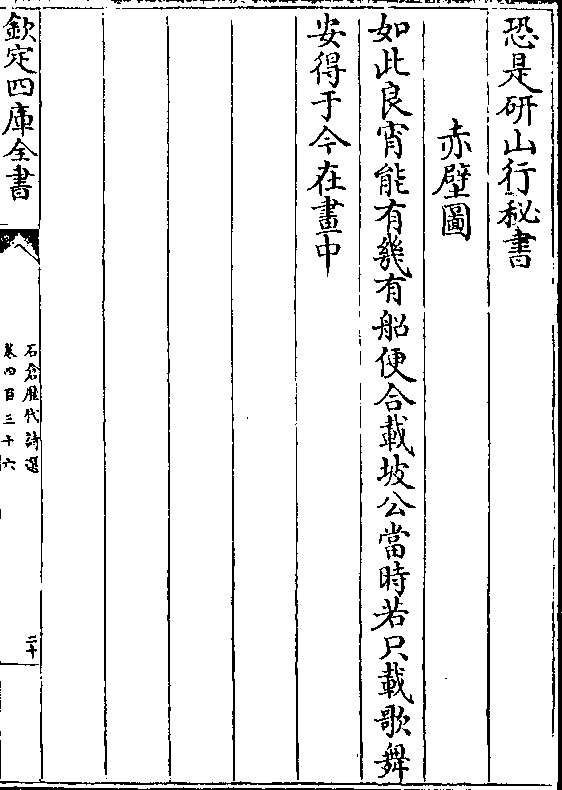 恐是研山行秘書
赤壁圖
如此良宵能有幾有船便合載坡公當時若只載歌舞
安得于今在畫中
欽定四庫全書
石倉歷代詩選
卷四百三十六
二十